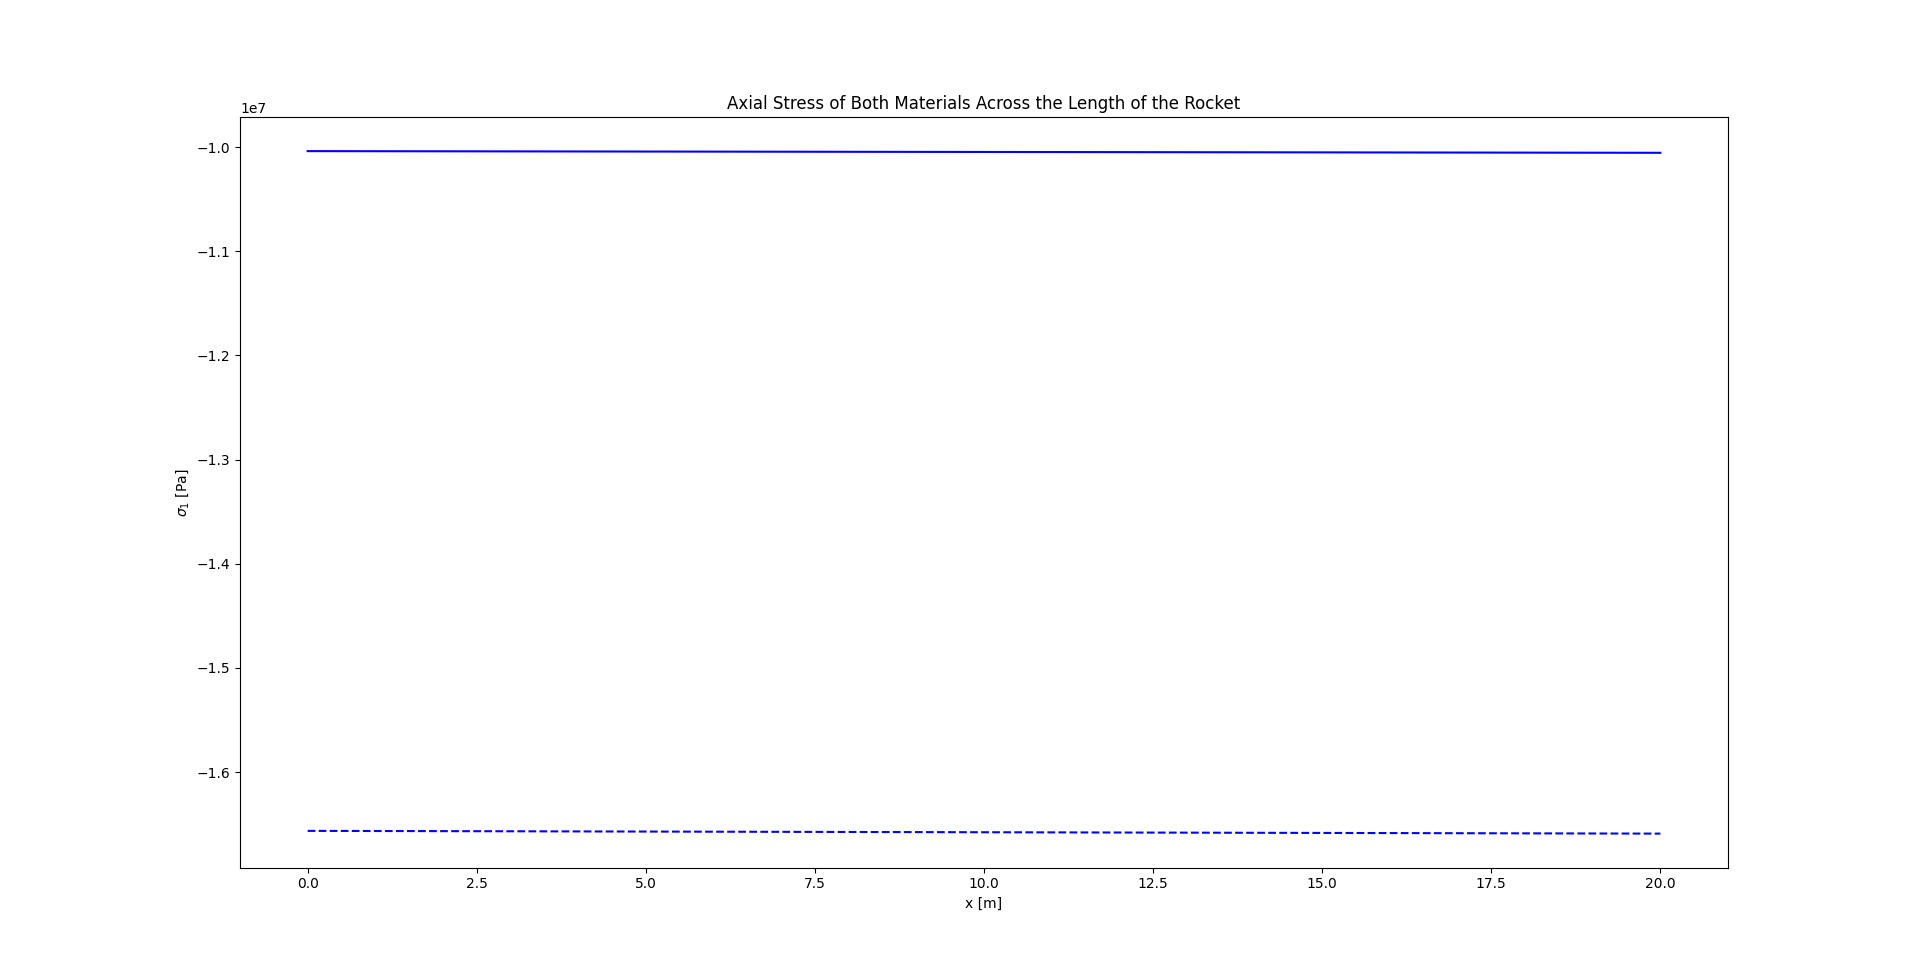 Axial Stress of Both Materials Across the Length of the Rocket
1e7
−1.0
−1.1
−1.2
−1.3
−1.4
−1.5
−1.6
σ₁ [Pa]
0.0 2.5 5.0 7.5 10.0 12.5 15.0 17.5 20.0
x [m]